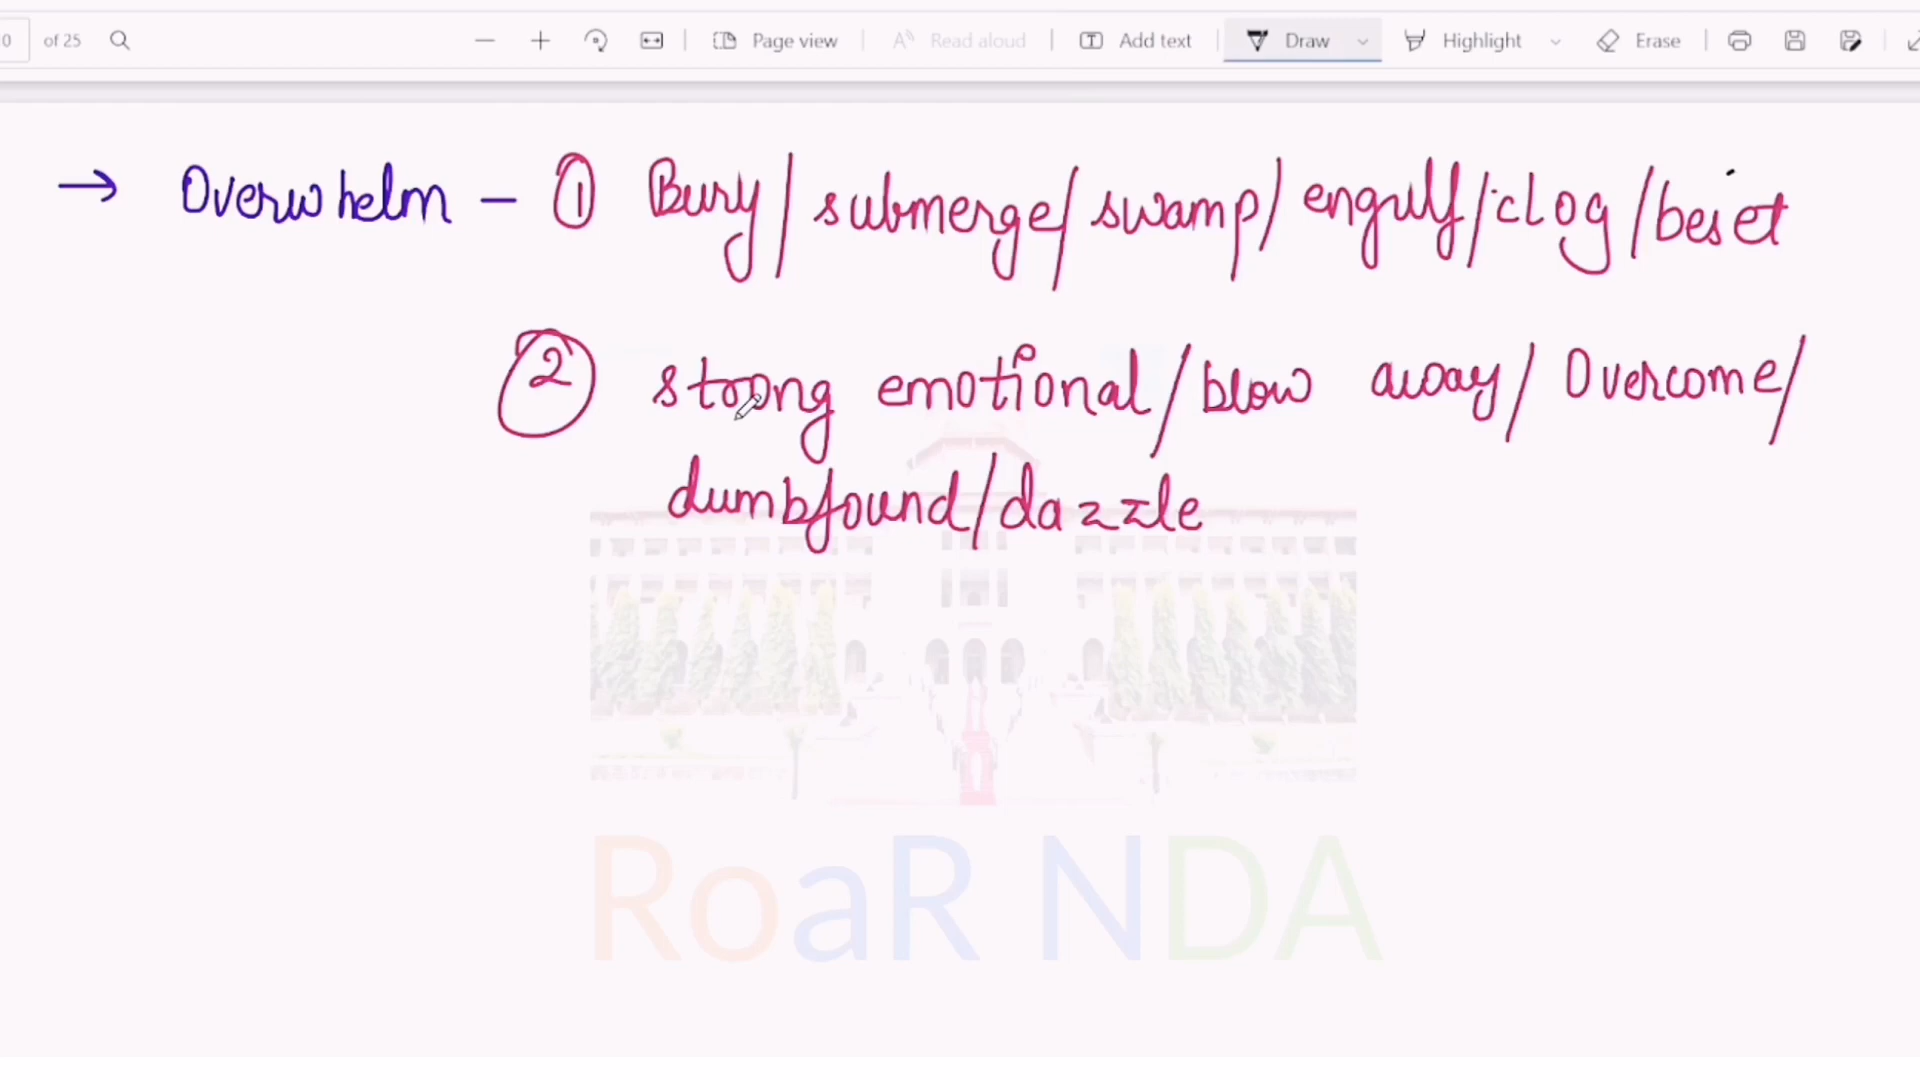 0 of 25 Page view Read aloud Add text Draw Highlight Erase
→ Overwhelm - ① Bury/submerge/swamp/engulf/clog/beset
② strong emotional/blow away/Overcome/
dumbfound/dazzle
RoaR NDA